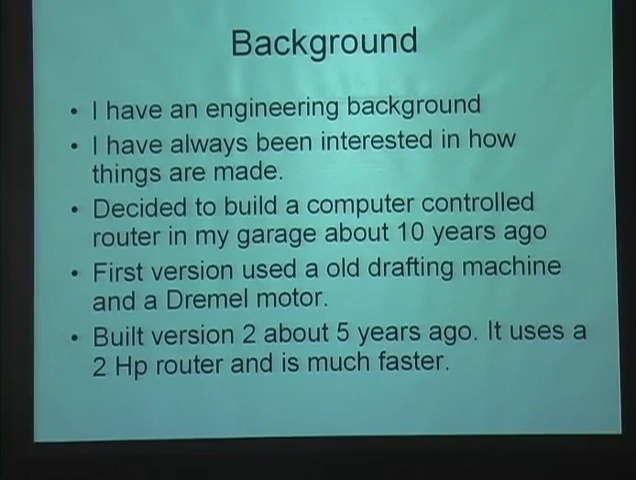 Background
• I have an engineering background
• I have always been interested in how
things are made.
• Decided to build a computer controlled
router in my garage about 10 years ago
• First version used a old drafting machine
and a Dremel motor.
• Built version 2 about 5 years ago. It uses a
2 Hp router and is much faster.